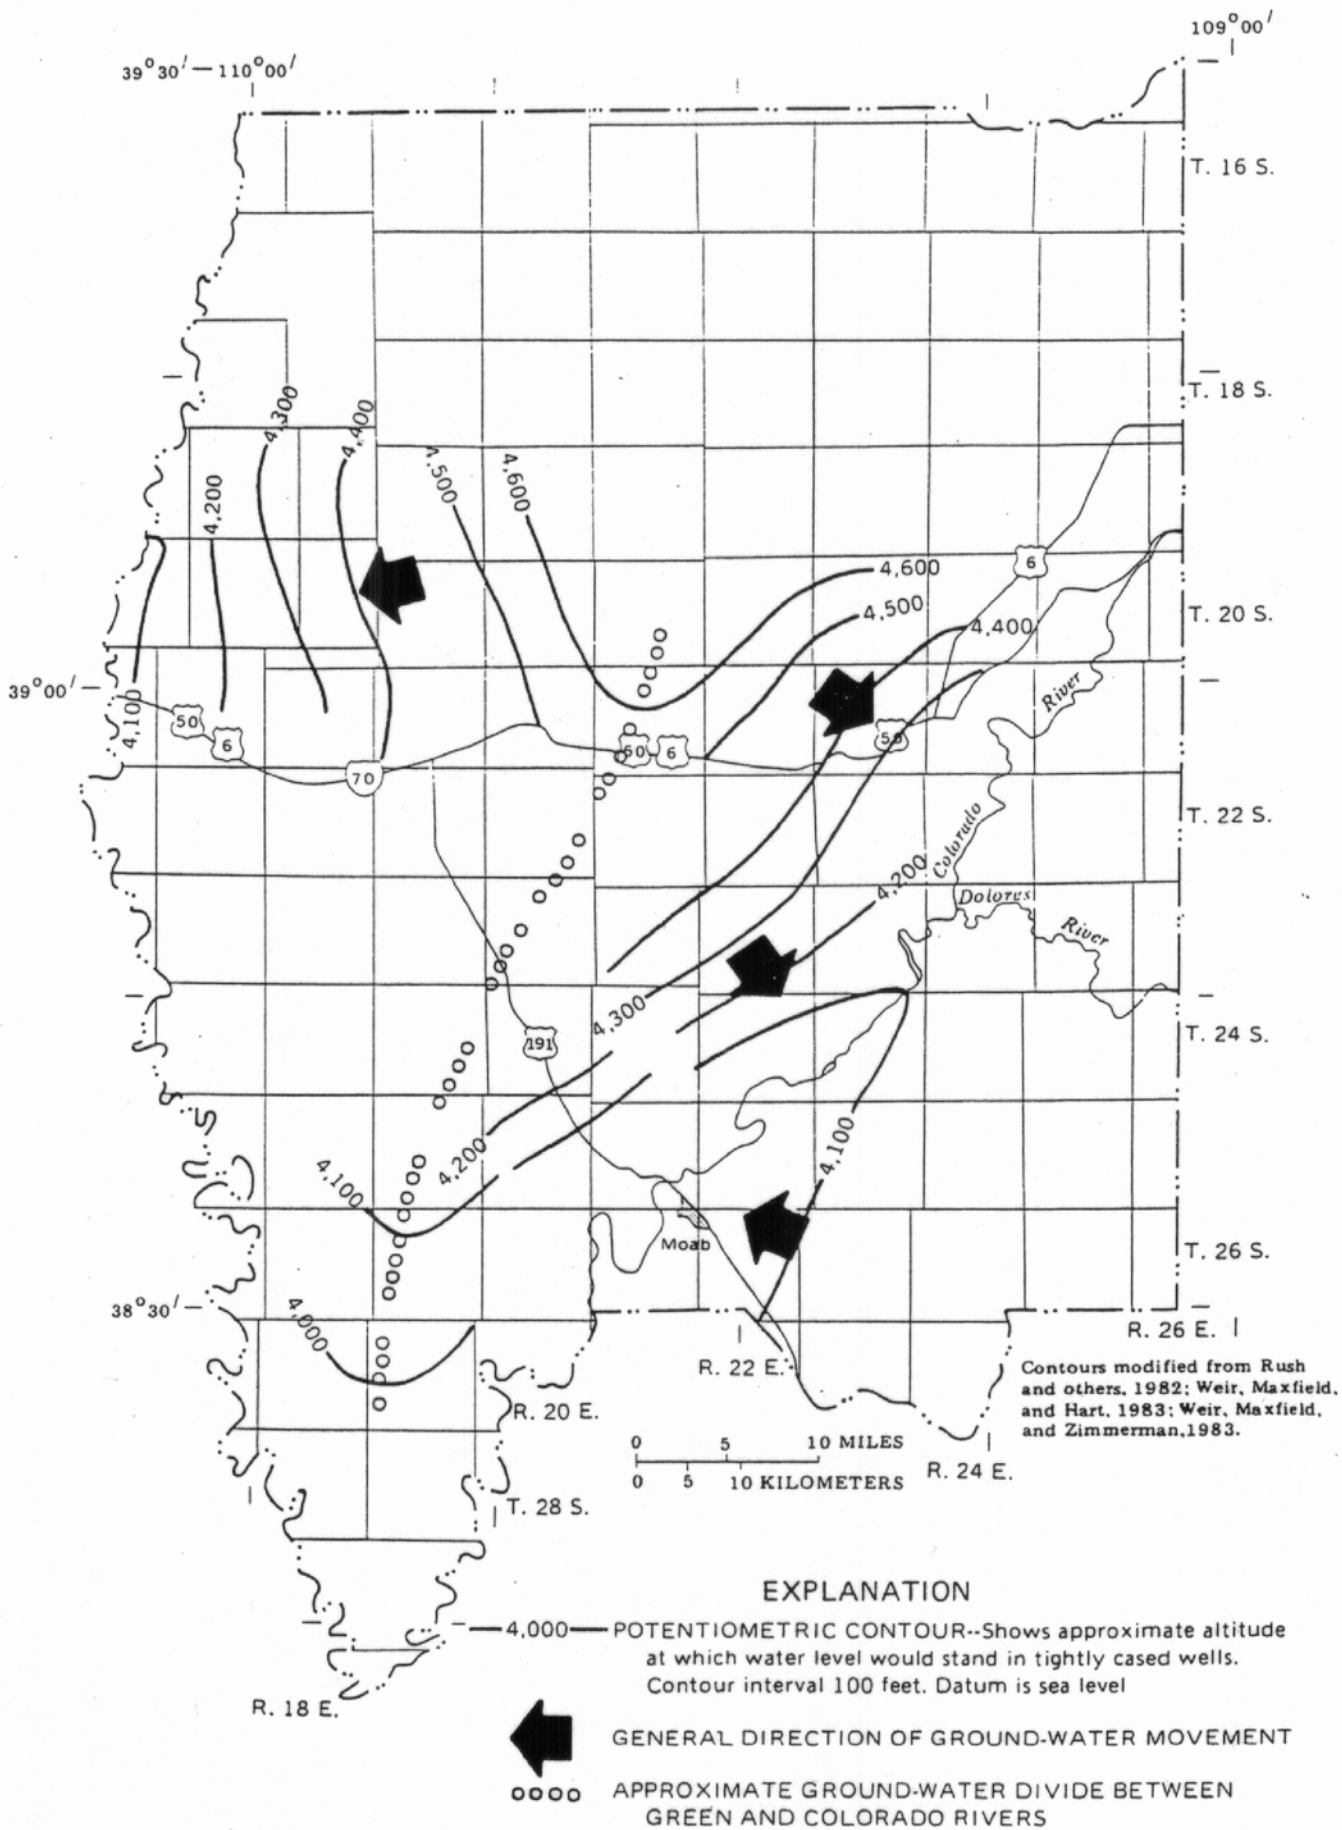 109°00'
39°30' 110°00'
T. 16 S.
T. 18 S.
4,300
4,400
4,500
4,600
4,200
4,600
6
4,500
T. 20 S.
4,400
39°00'
River
4,100
50
6
50
6
50
70
T. 22 S.
Colorado
4,200
Dolores
River
4,300
191
T. 24 S.
4,100
4,200
4,100
Moab
T. 26 S.
38°30'
4,000
R. 26 E.
R. 22 E.
Contours modified from Rush
and others, 1982; Weir, Maxfield,
and Hart, 1983; Weir, Maxfield,
and Zimmerman,1983.
R. 20 E.
0 5 10 MILES
0 5 10 KILOMETERS
R. 24 E.
T. 28 S.
R. 18 E.
EXPLANATION
4,000 POTENTIOMETRIC CONTOUR--Shows approximate altitude
at which water level would stand in tightly cased wells.
Contour interval 100 feet. Datum is sea level
GENERAL DIRECTION OF GROUND-WATER MOVEMENT
APPROXIMATE GROUND-WATER DIVIDE BETWEEN
GREEN AND COLORADO RIVERS